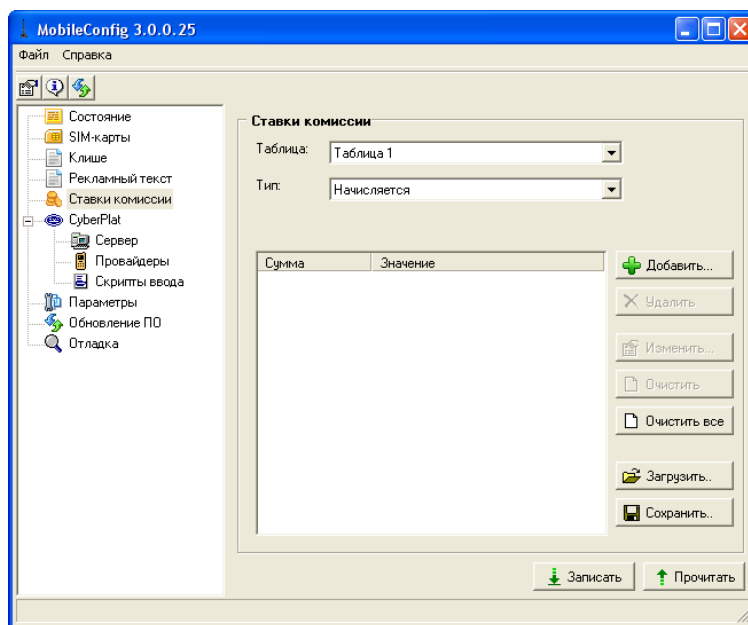 MobileConfig 3.0.0.25
Файл Справка
Состояние
SIM-карты
Клише
Рекламный текст
Ставки комиссии
CyberPlat
Сервер
Провайдеры
Скрипты ввода
Параметры
Обновление ПО
Отладка
Ставки комиссии
Таблица: Таблица 1
Тип: Начисляется
Сумма Значение
Добавить...
Удалить
Изменить...
Очистить
Очистить все
Загрузить..
Сохранить..
Записать Прочитать